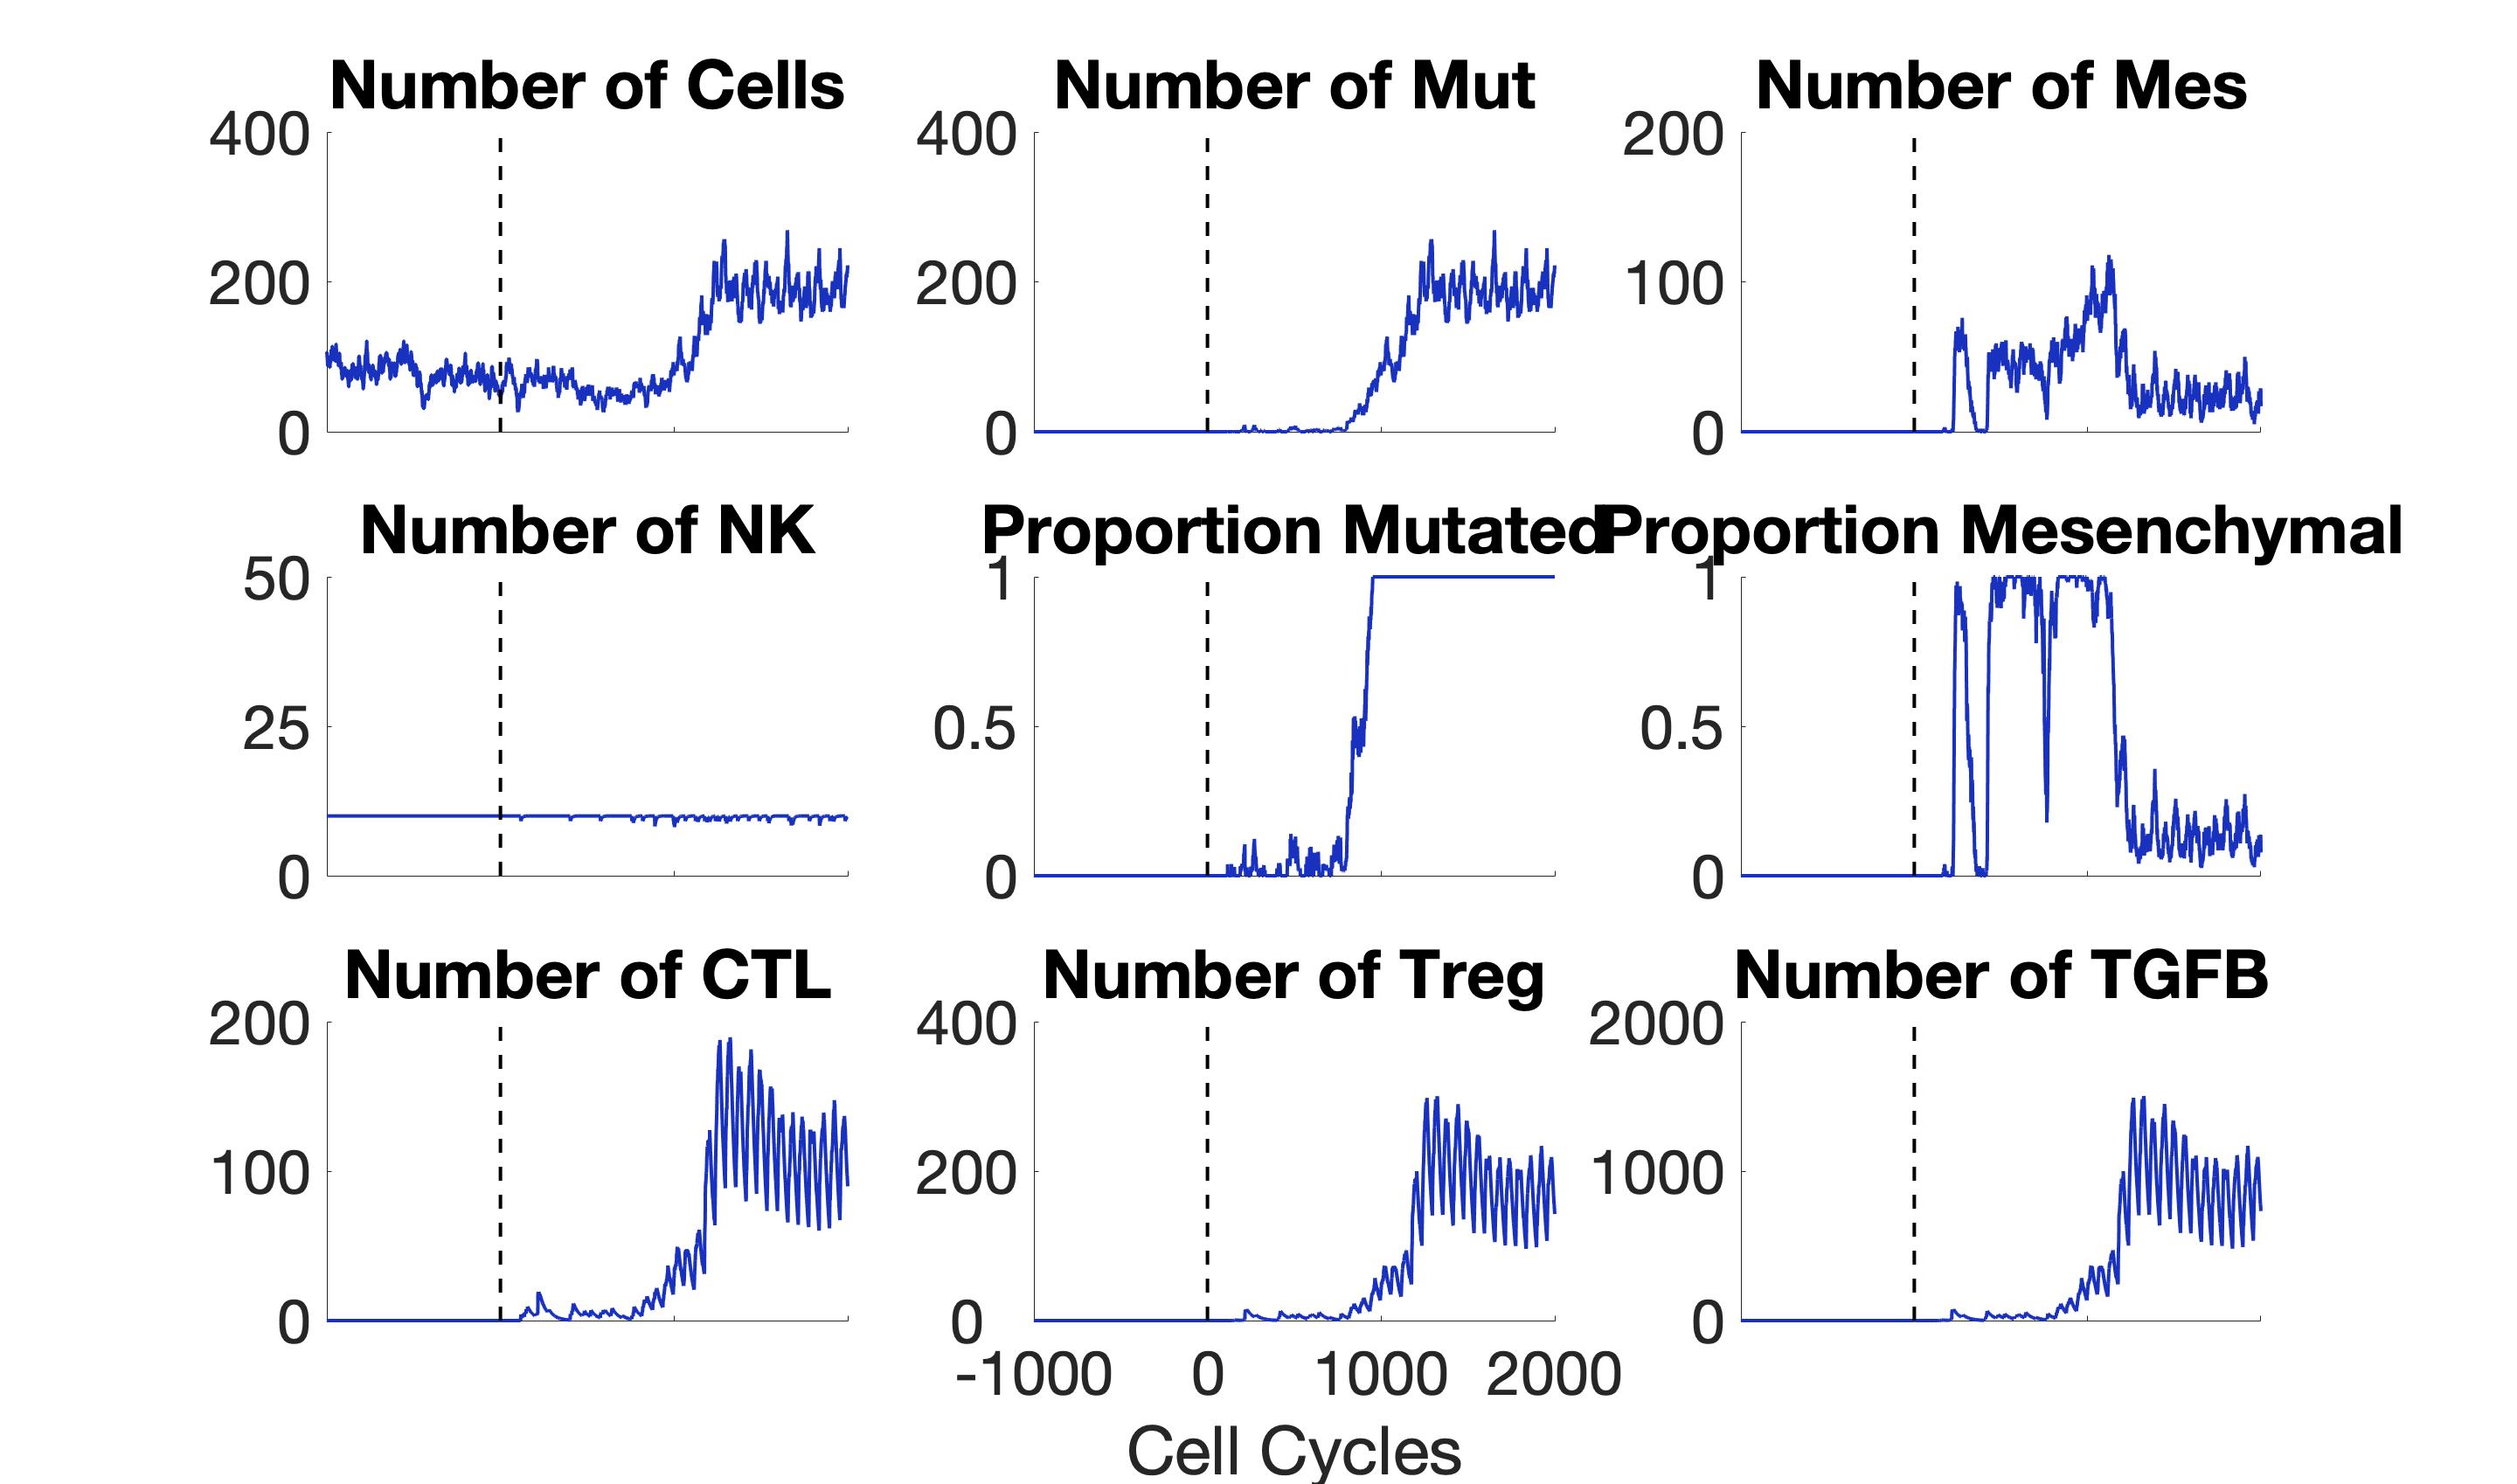 Number of Cells
400
200
0
Number of Mut
400
200
0
Number of Mes
200
100
0
Number of NK
50
25
0
Proportion Mutated
1
0.5
0
Proportion Mesenchymal
1
0.5
0
Number of CTL
200
100
0
Number of Treg
400
200
0
-1000 0 1000 2000
Cell Cycles
Number of TGFB
2000
1000
0